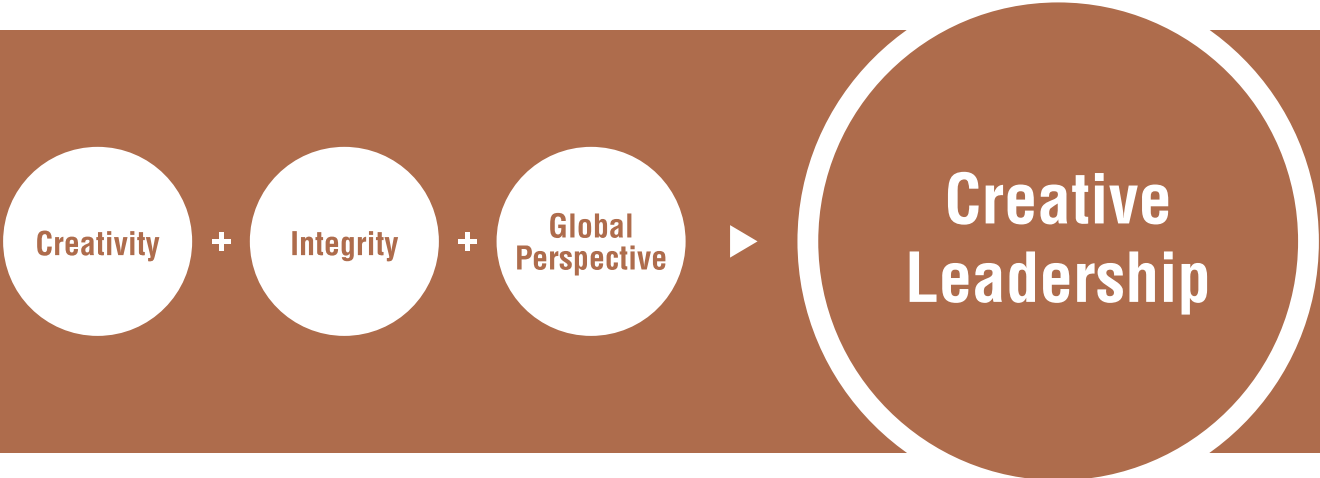 Creativity
+
Integrity
+
Global
Perspective
Creative
Leadership